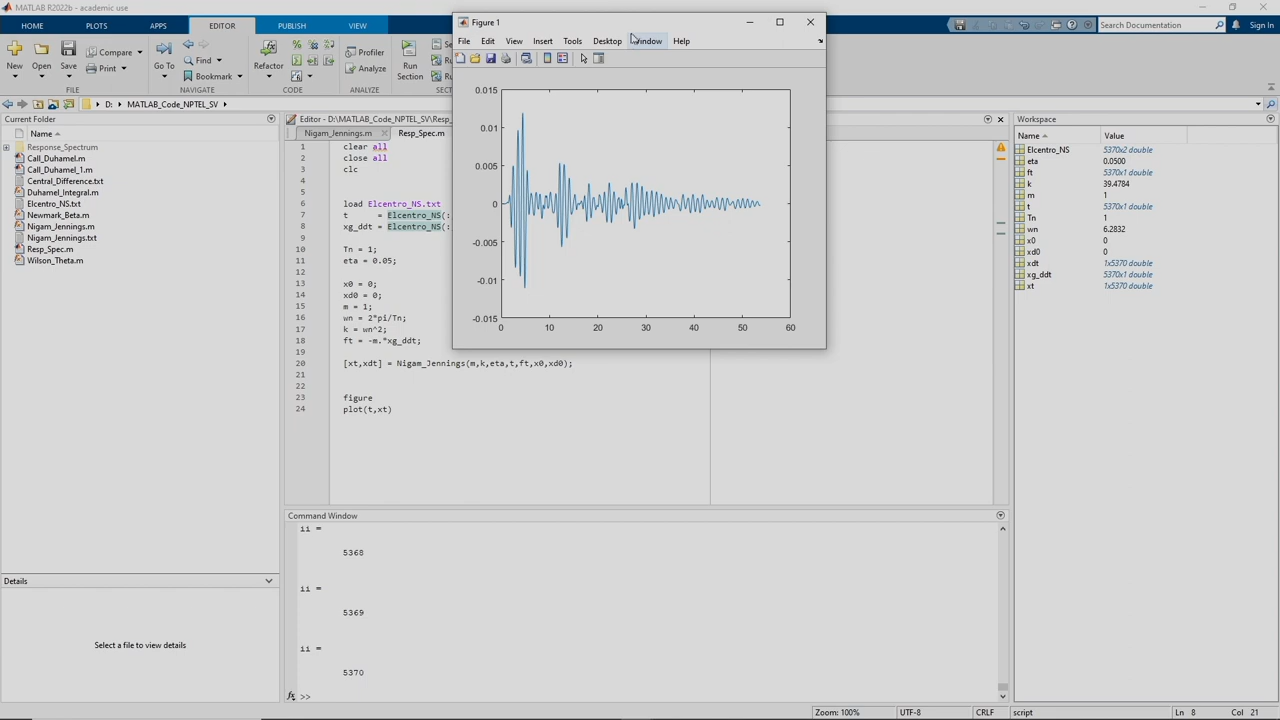 MATLAB R2022b - academic use
HOME PLOTS APPS EDITOR PUBLISH VIEW
Search Documentation Sign In
New Open Save Compare Print
FILE
Go To Find Bookmark
NAVIGATE
Refactor
CODE
Profiler
Analyze
ANALYZE
Run Section
D: ▸ MATLAB_Code_NPTEL_SV ▸
Current Folder
Name
Response_Spectrum
Call_Duhamel.m
Call_Duhamel_1.m
Central_Difference.txt
Duhamel_Integral.m
Elcentro_NS.txt
Newmark_Beta.m
Nigam_Jennings.m
Nigam_Jennings.txt
Resp_Spec.m
Wilson_Theta.m
Details
Select a file to view details
Editor - D:\MATLAB_Code_NPTEL_SV\Resp_
Nigam_Jennings.m Resp_Spec.m
1 clear all
2 close all
3 clc
4
5
6 load Elcentro_NS.txt
7 t = Elcentro_NS(:
8 xg_ddt = Elcentro_NS(:
9
10 Tn = 1;
11 eta = 0.05;
12
13 x0 = 0;
14 xd0 = 0;
15 m = 1;
16 wn = 2*pi/Tn;
17 k = wn^2;
18 ft = -m.*xg_ddt;
19
20 [xt,xdt] = Nigam_Jennings(m,k,eta,t,ft,x0,xd0);
21
22
23 figure
24 plot(t,xt)
Figure 1
File Edit View Insert Tools Desktop Window Help
0.015
0.01
0.005
0
-0.005
-0.01
-0.015
0 10 20 30 40 50 60
Command Window
ii =
5368
ii =
5369
ii =
5370
fx >>
Workspace
Name Value
Elcentro_NS 5370x2 double
eta 0.0500
ft 5370x1 double
k 39.4784
m 1
t 5370x1 double
Tn 1
wn 6.2832
x0 0
xd0 0
xdt 1x5370 double
xg_ddt 5370x1 double
xt 1x5370 double
Zoom: 100% UTF-8 CRLF script Ln 8 Col 21